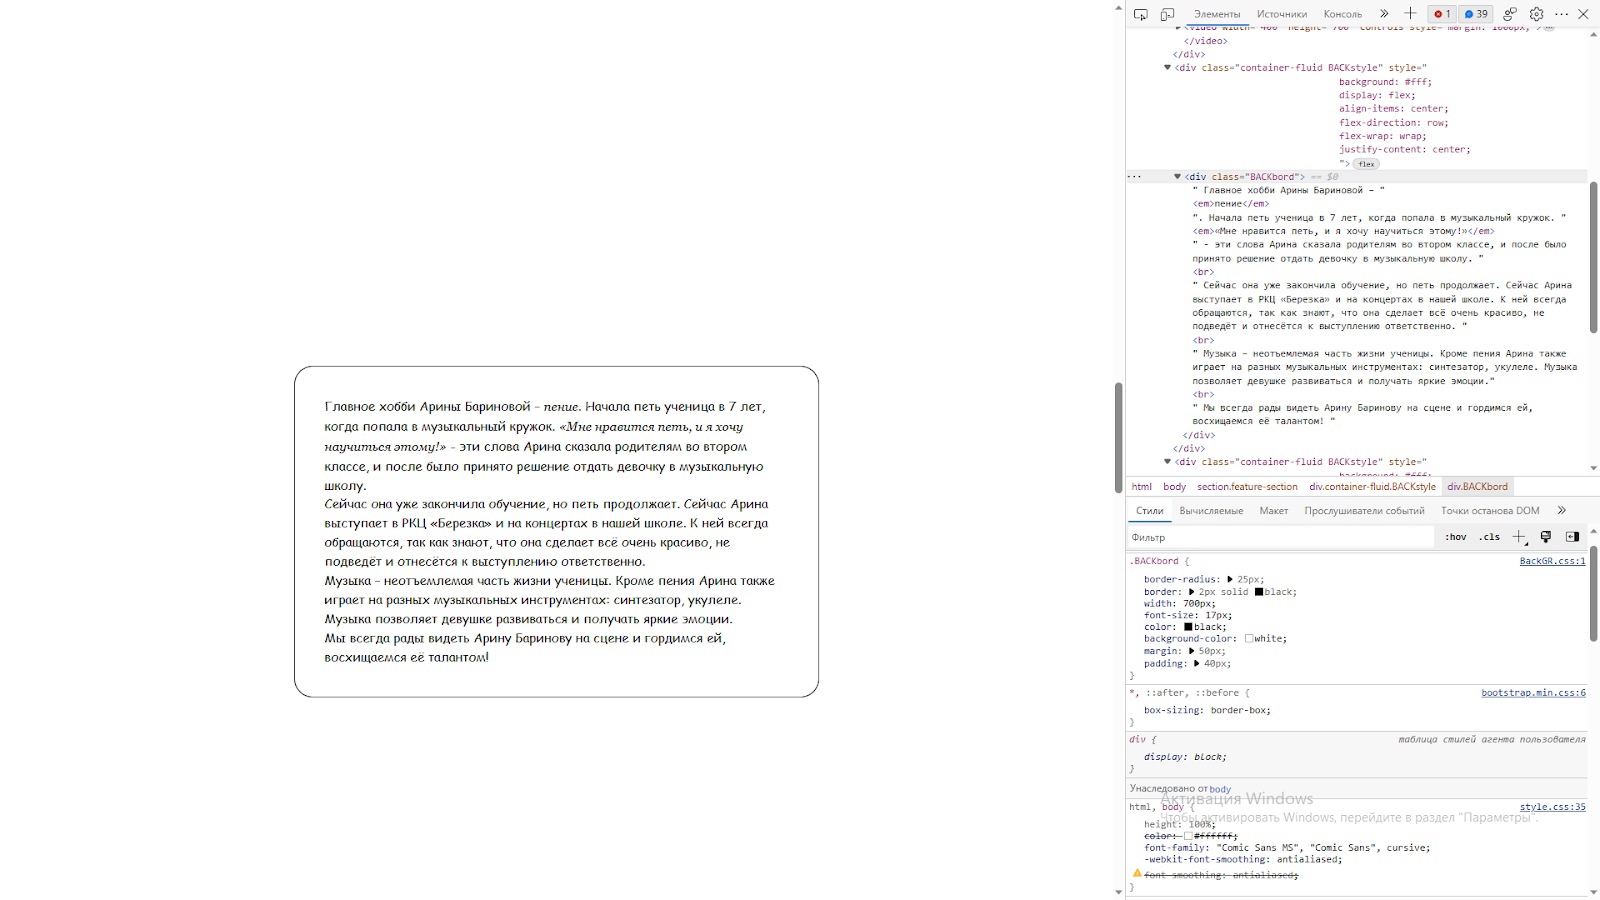 Главное хобби Арины Бариновой – пение. Начала петь ученица в 7 лет,
когда попала в музыкальный кружок. «Мне нравится петь, и я хочу
научиться этому!» - эти слова Арина сказала родителям во втором
классе, и после было принято решение отдать девочку в музыкальную
школу.
Сейчас она уже закончила обучение, но петь продолжает. Сейчас Арина
выступает в РКЦ «Березка» и на концертах в нашей школе. К ней всегда
обращаются, так как знают, что она сделает всё очень красиво, не
подведёт и отнесётся к выступлению ответственно.
Музыка – неотъемлемая часть жизни ученицы. Кроме пения Арина также
играет на разных музыкальных инструментах: синтезатор, укулеле.
Музыка позволяет девушке развиваться и получать яркие эмоции.
Мы всегда рады видеть Арину Баринову на сцене и гордимся ей,
восхищаемся её талантом!
Элементы Источники Консоль 1 39
</video>
</div>
<div class="container-fluid BACKstyle" style="
background: #fff;
display: flex;
align-items: center;
flex-direction: row;
flex-wrap: wrap;
justify-content: center;
"> flex
<div class="BACKbord"> == $0
" Главное хобби Арины Бариновой – "
<em>пение</em>
". Начала петь ученица в 7 лет, когда попала в музыкальный кружок. "
<em>«Мне нравится петь, и я хочу научиться этому!»</em>
" - эти слова Арина сказала родителям во втором классе, и после было
принято решение отдать девочку в музыкальную школу. "
<br>
" Сейчас она уже закончила обучение, но петь продолжает. Сейчас Арина
выступает в РКЦ «Березка» и на концертах в нашей школе. К ней всегда
обращаются, так как знают, что она сделает всё очень красиво, не
подведёт и отнесётся к выступлению ответственно. "
<br>
" Музыка – неотъемлемая часть жизни ученицы. Кроме пения Арина также
играет на разных музыкальных инструментах: синтезатор, укулеле. Музыка
позволяет девушке развиваться и получать яркие эмоции."
<br>
" Мы всегда рады видеть Арину Баринову на сцене и гордимся ей,
восхищаемся её талантом! "
</div>
</div>
<div class="container-fluid BACKstyle" style="
html body section.feature-section div.container-fluid.BACKstyle div.BACKbord
Стили Вычисляемые Макет Прослушиватели событий Точки останова DOM
Фильтр :hov .cls
.BACKbord { BackGR.css:1
border-radius: 25px;
border: 2px solid black;
width: 700px;
font-size: 17px;
color: black;
background-color: white;
margin: 50px;
padding: 40px;
}
*, ::after, ::before { bootstrap.min.css:6
box-sizing: border-box;
}
div { таблица стилей агента пользователя
display: block;
}
Унаследовано от body
Активация Windows
html, body { style.css:35
Чтобы активировать Windows, перейдите в раздел "Параметры".
height: 100%;
color: #ffffff;
font-family: "Comic Sans MS", "Comic Sans", cursive;
-webkit-font-smoothing: antialiased;
font-smoothing: antialiased;
}